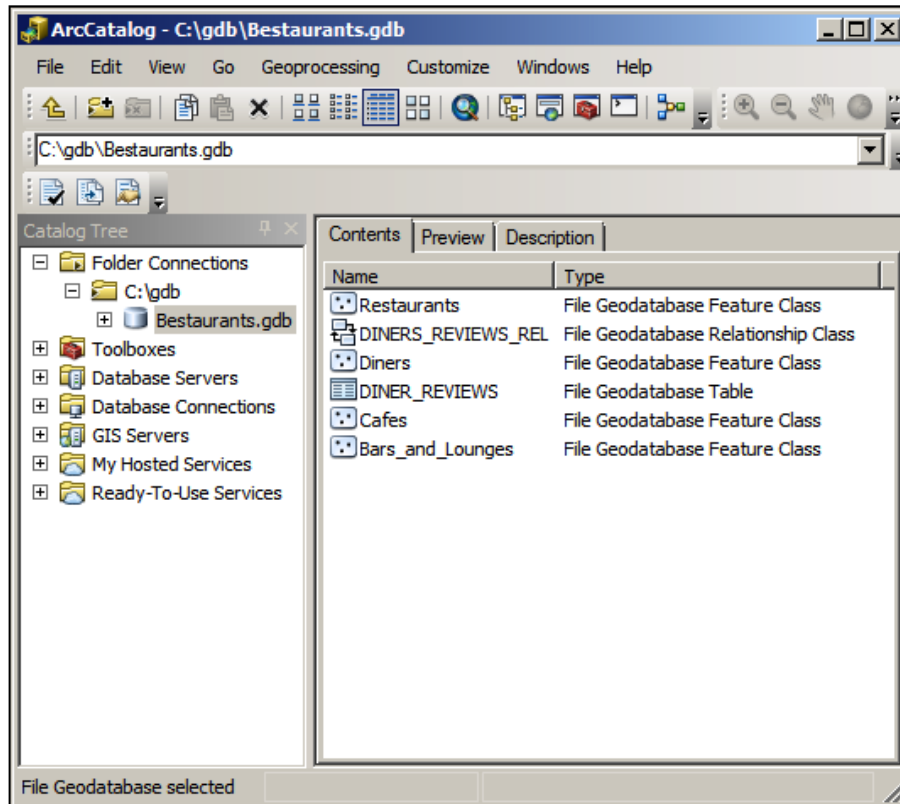 ArcCatalog - C:\gdb\Bestaurants.gdb
File Edit View Go Geoprocessing Customize Windows Help
C:\gdb\Bestaurants.gdb
Catalog Tree
Folder Connections
C:\gdb
Bestaurants.gdb
Toolboxes
Database Servers
Database Connections
GIS Servers
My Hosted Services
Ready-To-Use Services
Contents Preview Description
Name Type
Restaurants File Geodatabase Feature Class
DINERS_REVIEWS_REL File Geodatabase Relationship Class
Diners File Geodatabase Feature Class
DINER_REVIEWS File Geodatabase Table
Cafes File Geodatabase Feature Class
Bars_and_Lounges File Geodatabase Feature Class
File Geodatabase selected